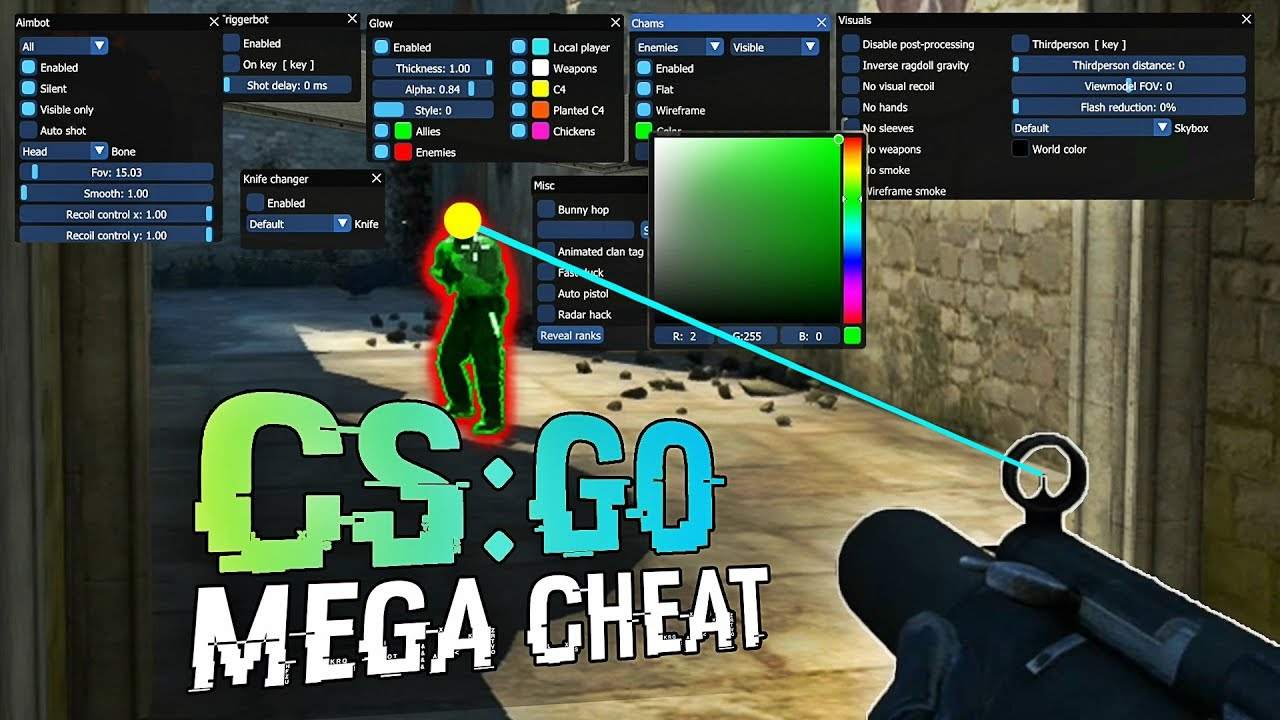 Aimbot
All
Enabled
Silent
Visible only
Auto shot
Head Bone
Fov: 15.03
Smooth: 1.00
Recoil control x: 1.00
Recoil control y: 1.00
riggerbot
Enabled
On key [ key ]
Shot delay: 0 ms
Glow
Enabled
Thickness: 1.00
Alpha: 0.84
Style: 0
Allies
Enemies
Local player
Weapons
C4
Planted C4
Chickens
Chams
Enemies Visible
Enabled
Flat
Wireframe
Color
R: 2 G:255 B: 0
Visuals
Disable post-processing
Inverse ragdoll gravity
No visual recoil
No hands
No sleeves
No weapons
No smoke
Wireframe smoke
Thirdperson [ key ]
Thirdperson distance: 0
Viewmodel FOV: 0
Flash reduction: 0%
Default Skybox
World color
Knife changer
Enabled
Default Knife
Misc
Bunny hop
Animated clan tag
Fast duck
Auto pistol
Radar hack
Reveal ranks
CS:GO
MEGA CHEAT